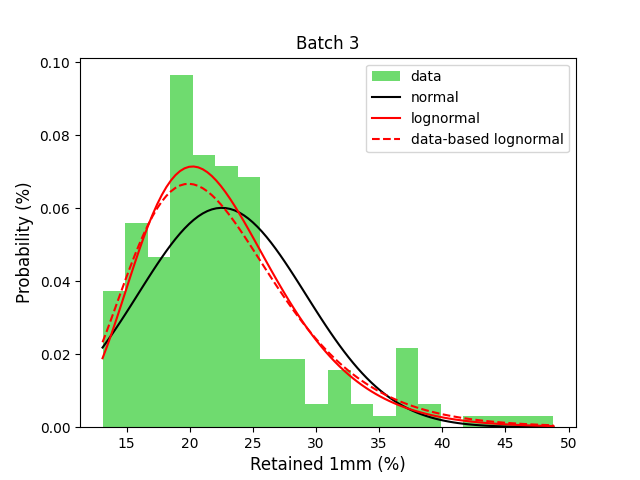 Batch 3
data
normal
lognormal
data-based lognormal
Probability (%)
0.10
0.08
0.06
0.04
0.02
0.00
15 20 25 30 35 40 45 50
Retained 1mm (%)